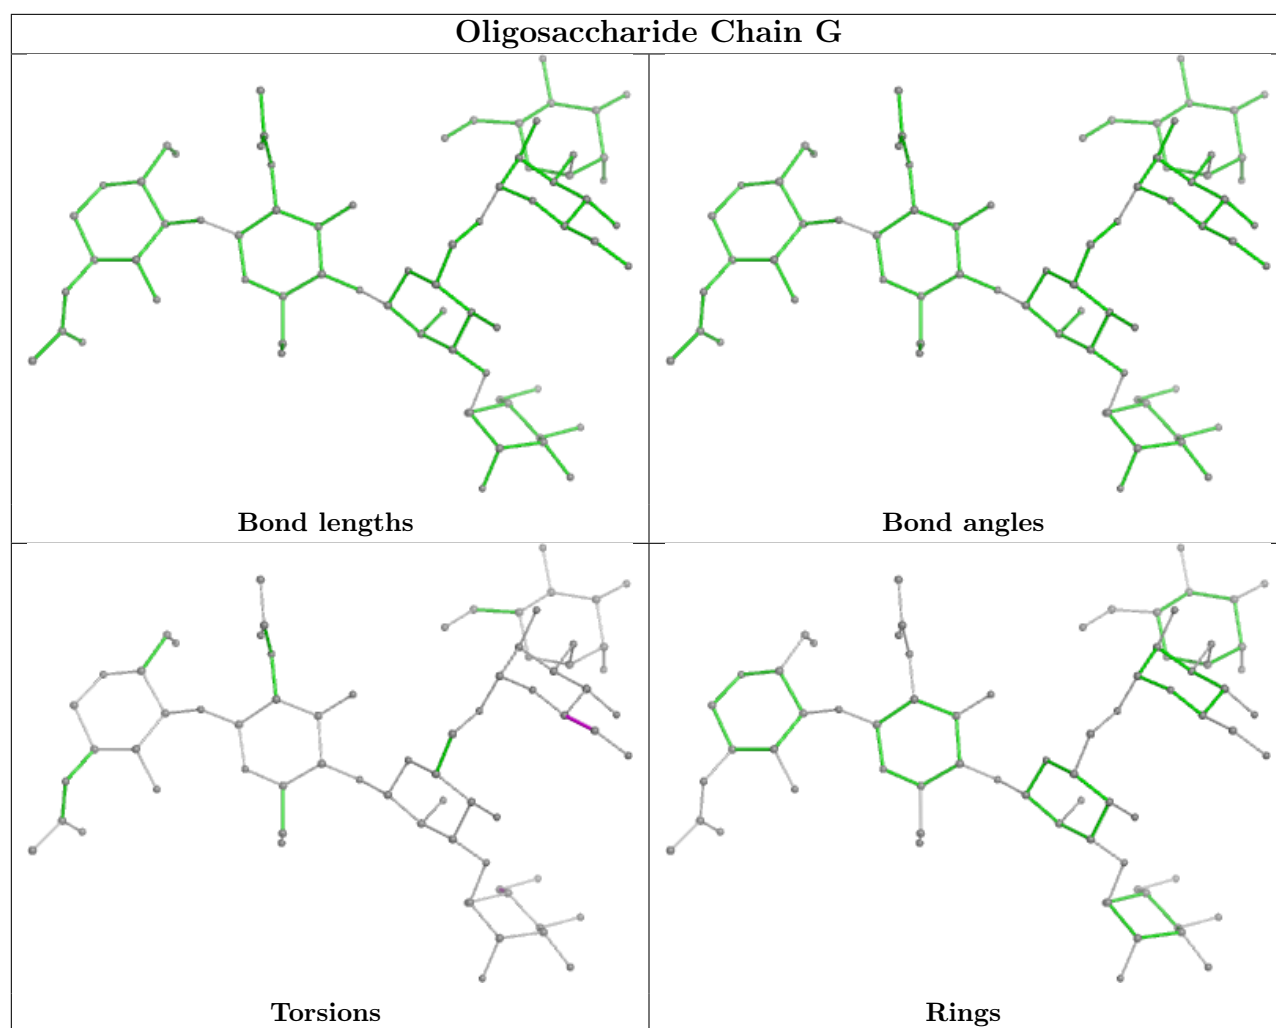 Oligosaccharide Chain G
Bond lengths
Bond angles
Torsions
Rings